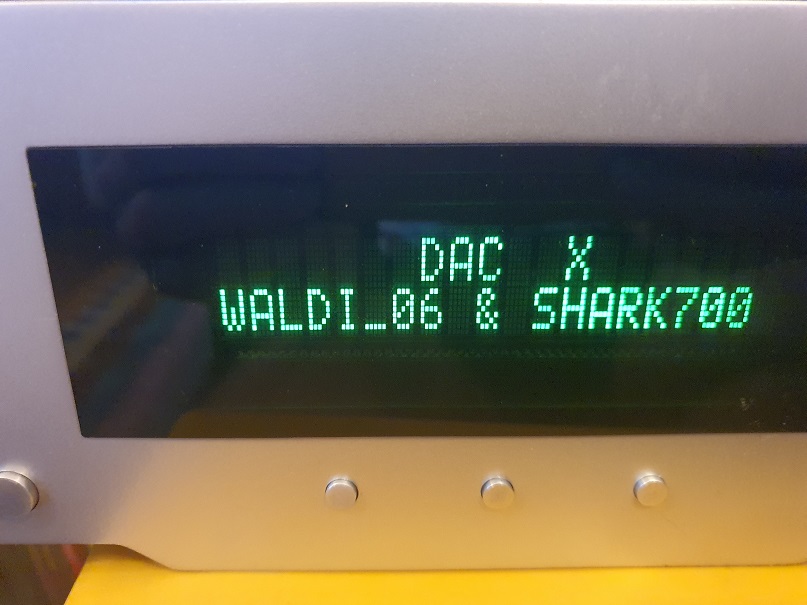 DAC X
WALDI_06 & SHARK700